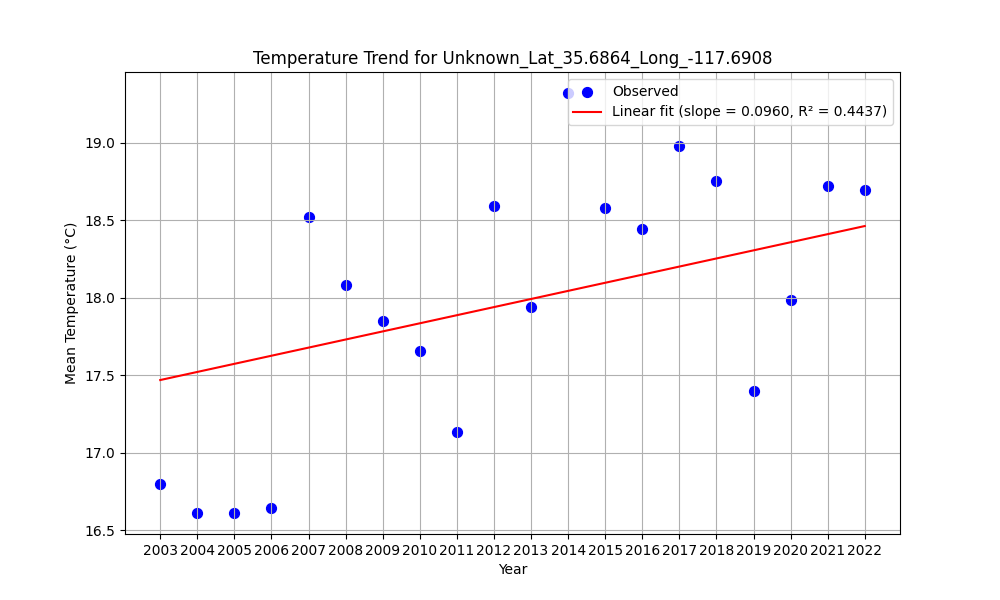 Temperature Trend for Unknown_Lat_35.6864_Long_-117.6908
Observed
Linear fit (slope = 0.0960, R² = 0.4437)
Mean Temperature (°C)
19.0
18.5
18.0
17.5
17.0
16.5
2003 2004 2005 2006 2007 2008 2009 2010 2011 2012 2013 2014 2015 2016 2017 2018 2019 2020 2021 2022
Year